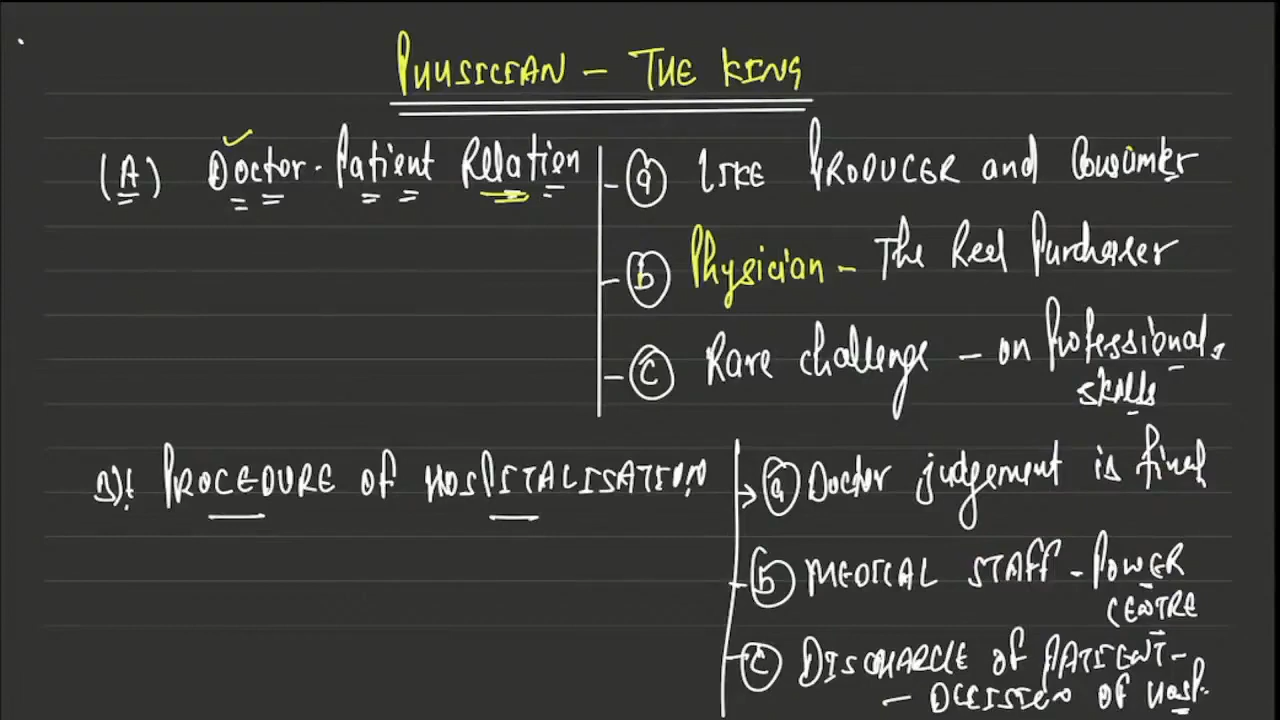 PHYSICIAN - THE KING
(A) Doctor-Patient Relation
(a) LIKE PRODUCER and Consumer
(b) Physician - The Real Purchaser
(c) Rare challenge - on Professional
skills
PROCEDURE of HOSPITALISATION
(a) Doctor judgement is final
(b) MEDICAL STAFF - POWER
CENTRE
(c) DISCHARGE of PATIENT -
- DECISION OF HOSP.